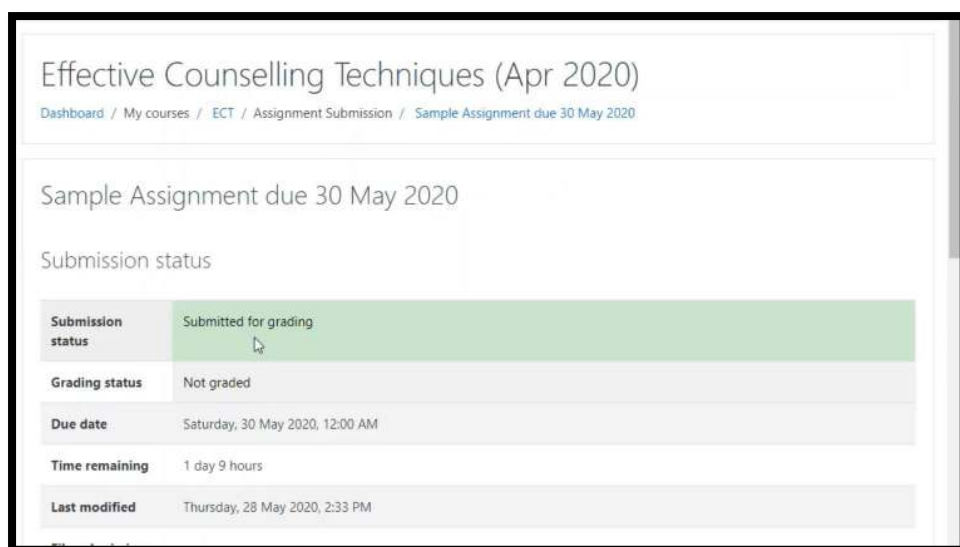 Effective Counselling Techniques (Apr 2020)
Dashboard / My courses / ECT / Assignment Submission / Sample Assignment due 30 May 2020
Sample Assignment due 30 May 2020
Submission status
Submission status
Submitted for grading
Grading status Not graded
Due date Saturday, 30 May 2020, 12:00 AM
Time remaining 1 day 9 hours
Last modified Thursday, 28 May 2020, 2:33 PM